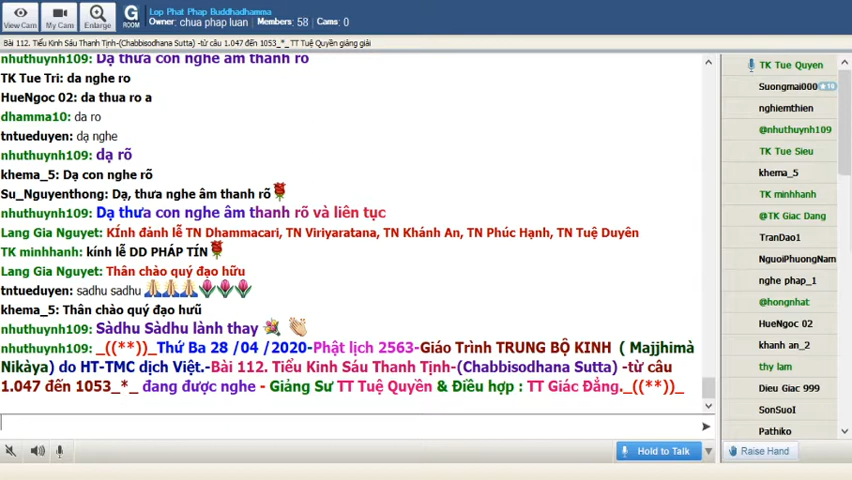 View Cam
My Cam
Enlarge
G
ROOM
Lop Phat Phap Buddhadhamma
Owner: chua phap luan Members: 58 Cams: 0
Bài 112. Tiểu Kinh Sáu Thanh Tịnh-(Chabbisodhana Sutta) -từ câu 1.047 đến 1053_*_ TT Tuệ Quyền giảng giải
nhuthuynh109: Dạ thưa con nghe âm thanh rõ
TK Tue Tri: da nghe ro
HueNgoc 02: da thua ro a
dhamma10: da ro
tntueduyen: dạ nghe
nhuthuynh109: dạ rõ
khema_5: Dạ con nghe rõ
Su_Nguyenthong: Dạ, thưa nghe âm thanh rõ
nhuthuynh109: Dạ thưa con nghe âm thanh rõ và liên tục
Lang Gia Nguyet: Kính đảnh lễ TN Dhammacari, TN Viriyaratana, TN Khánh An, TN Phúc Hạnh, TN Tuệ Duyên
TK minhhanh: kính lễ DD PHÁP TÍN
Lang Gia Nguyet: Thân chào quý đạo hữu
tntueduyen: sadhu sadhu
khema_5: Thân chào quý đạo hưũ
nhuthuynh109: Sàdhu Sàdhu lành thay
nhuthuynh109: _((**))_Thứ Ba 28 /04 /2020-Phật lịch 2563-Giáo Trình TRUNG BỘ KINH ( Majjhimà
Nikàya) do HT-TMC dịch Việt.-Bài 112. Tiểu Kinh Sáu Thanh Tịnh-(Chabbisodhana Sutta) -từ câu
1.047 đến 1053_*_ đang được nghe - Giảng Sư TT Tuệ Quyền & Điều hợp : TT Giác Đẳng._((**))_
Hold to Talk
TK Tue Quyen
Suongmai000 10
nghiemthien
@nhuthuynh109
TK Tue Sieu
khema_5
TK minhhanh
@TK Giac Dang
TranDao1
NguoiPhuongNam
nghe phap_1
@hongnhat
HueNgoc 02
khanh an_2
thy lam
Dieu Giac 999
SonSuoI
Pathiko
Raise Hand